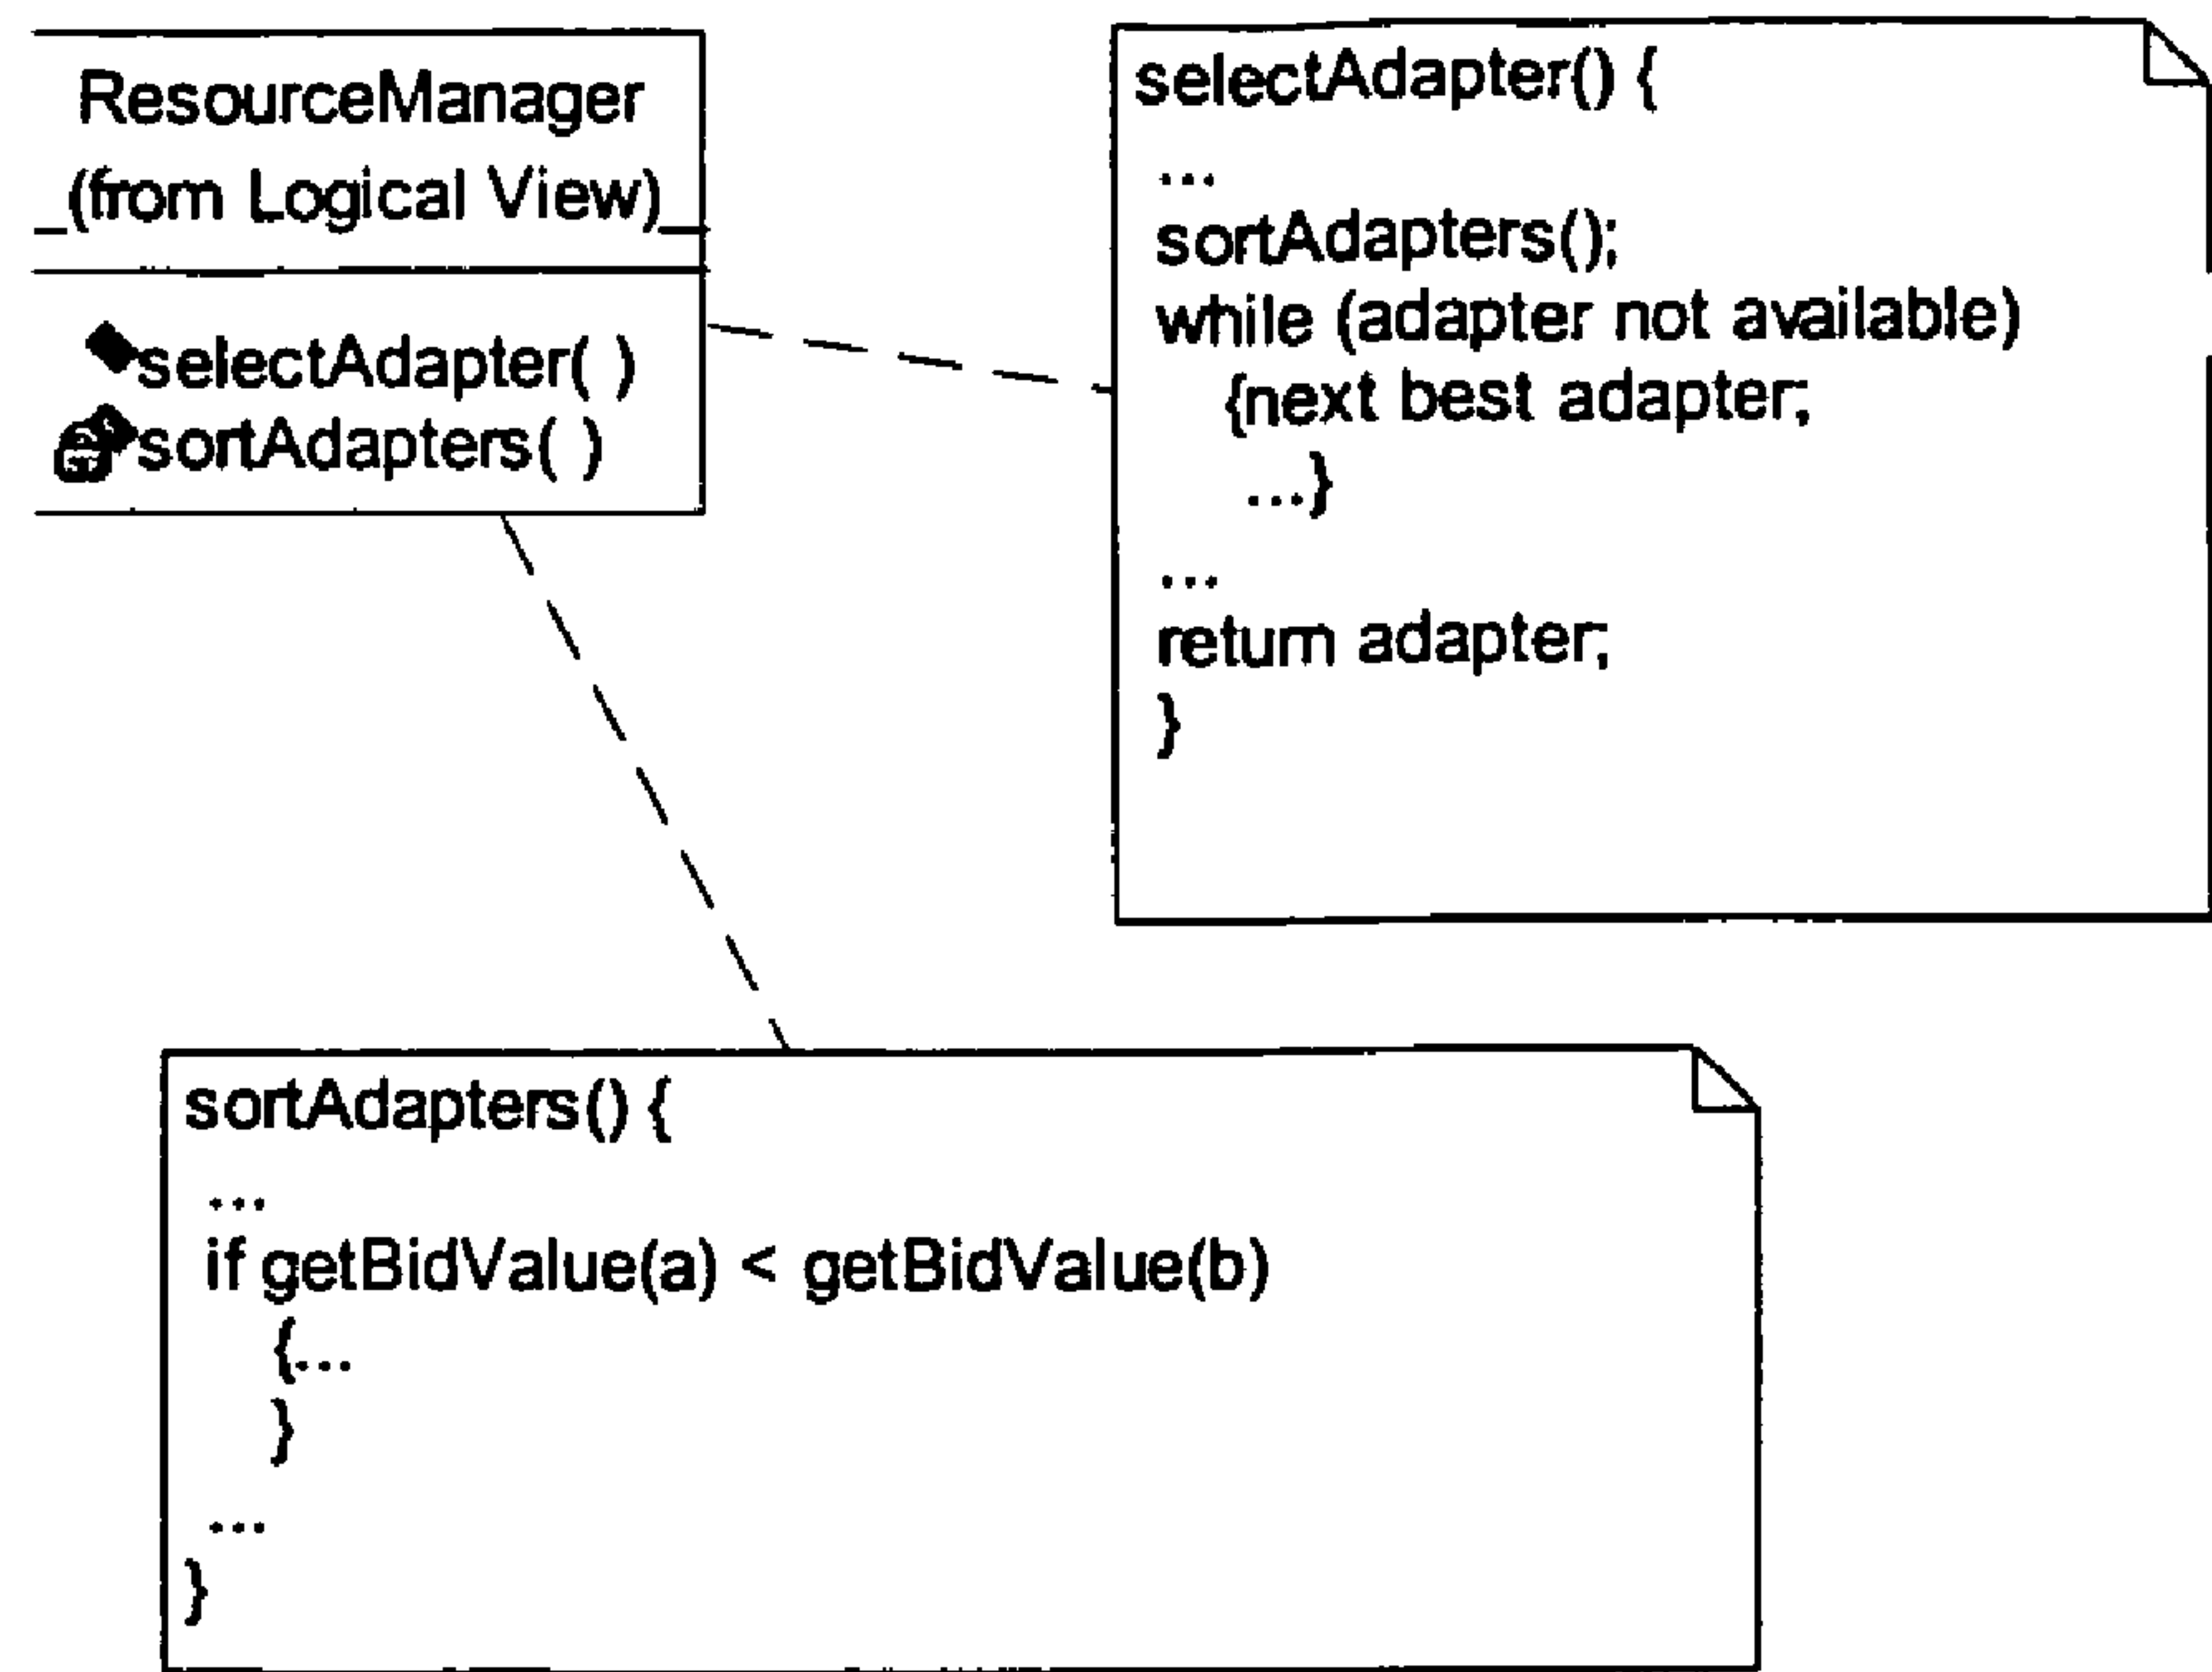 ResourceManager
(from Logical View)
selectAdapter( )
sortAdapters( )
selectAdapter() {
...
sortAdapters();
while (adapter not available)
{next best adapter;
...}
...
return adapter;
}
sortAdapters() {
...
if getBidValue(a) < getBidValue(b)
{...
}
...
}